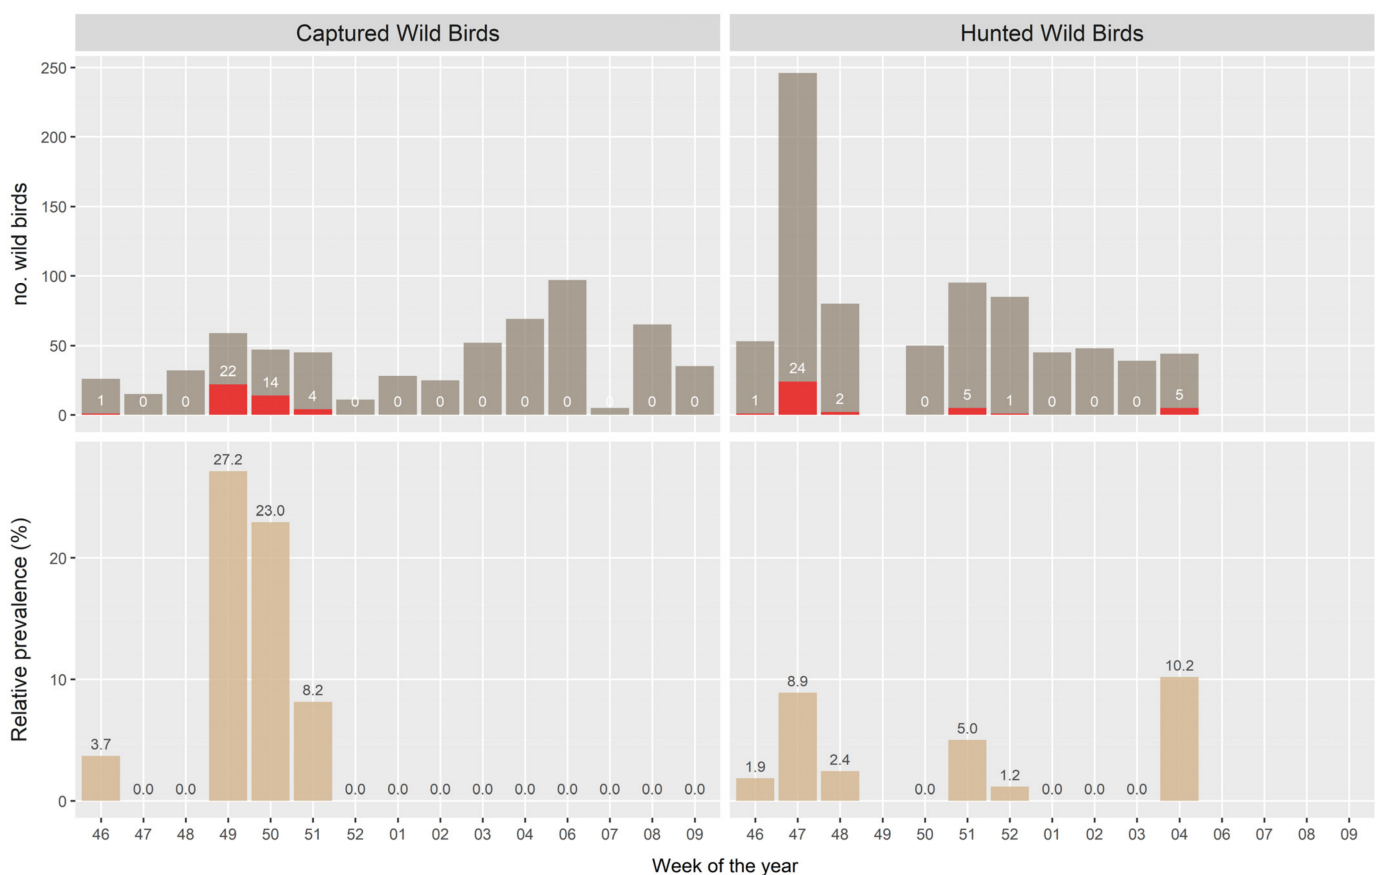 Captured Wild Birds
Hunted Wild Birds
no. wild birds
250
200
150
100
50
0
1 0 0 22 14 4 0 0 0 0 0 0 0 0 0
1 24 2 0 5 1 0 0 0 5
Relative prevalence (%)
20
10
0
3.7 0.0 0.0 27.2 23.0 8.2 0.0 0.0 0.0 0.0 0.0 0.0 0.0 0.0 0.0
1.9 8.9 2.4 0.0 5.0 1.2 0.0 0.0 0.0 10.2
46 47 48 49 50 51 52 01 02 03 04 06 07 08 09
46 47 48 49 50 51 52 01 02 03 04 06 07 08 09
Week of the year